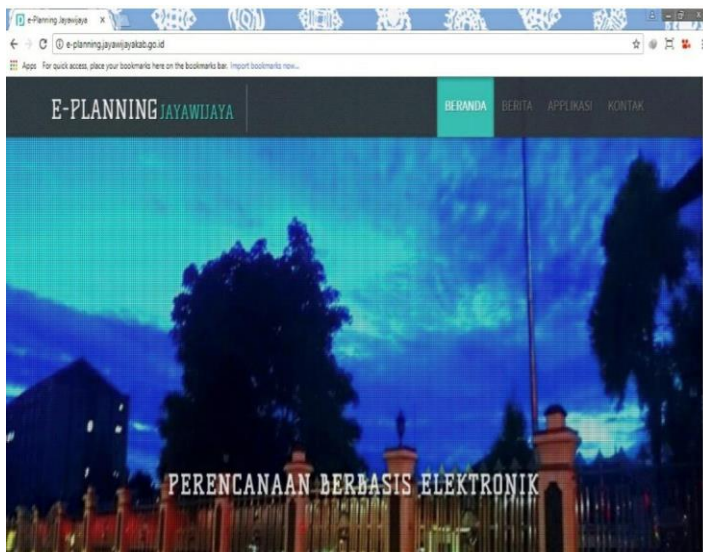 e-Planning Jayawijaya
e-planning.jayawijayakab.go.id
Apps For quick access, place your bookmarks here on the bookmarks bar. Import bookmarks now...
E-PLANNING JAYAWIJAYA
BERANDA BERITA APPLIKASI KONTAK
PERENCANAAN BERBASIS ELEKTRONIK